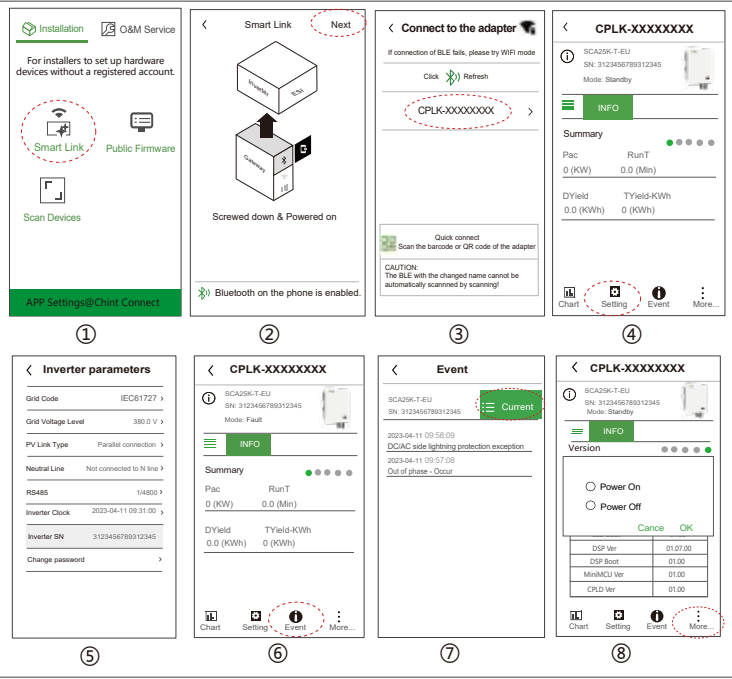 Installation
O&M Service
For installers to set up hardware
devices without a registered account.
Smart Link
Public Firmware
Scan Devices
APP Settings@Chint Connect
①
Smart Link
Next
Inverter
ESI
Gateway
Screwed down & Powered on
Bluetooth on the phone is enabled.
②
Connect to the adapter
If connection of BLE fails, please try WIFI mode
Click Refresh
CPLK-XXXXXXXX
Quick connect
Scan the barcode or QR code of the adapter
CAUTION:
The BLE with the changed name cannot be
automatically scannned by scanning!
③
CPLK-XXXXXXXX
SCA25K-T-EU
SN: 3123456789312345
Mode: Standby
INFO
Summary
Pac RunT
0 (KW) 0.0 (Min)
DYield TYield-KWh
0.0 (KWh) 0 (KWh)
Chart Setting Event More...
④
Inverter parameters
Grid Code IEC61727
Grid Voltage Level 380.0 V
PV Link Type Parallel connection
Neutral Line Not connected to N line
RS485 1/4800
Inverter Clock 2023-04-11 09:31:00
Inverter SN 3123456789312345
Change password
⑤
CPLK-XXXXXXXX
SCA25K-T-EU
SN: 3123456789312345
Mode: Fault
INFO
Summary
Pac RunT
0 (KW) 0.0 (Min)
DYield TYield-KWh
0.0 (KWh) 0 (KWh)
Chart Setting Event More...
⑥
Event
SCA25K-T-EU
SN: 3123456789312345
Current
2023-04-11 09:58:09
DC/AC side lightning protection exception
2023-04-11 09:57:08
Out of phase - Occur
⑦
CPLK-XXXXXXXX
SCA25K-T-EU
SN: 3123456789312345
Mode: Standby
INFO
Version
Power On
Power Off
Cance OK
DSP Ver 01.07.00
DSP Boot 01.00
MiniMCU Ver 01.00
CPLD Ver 01.00
Chart Setting Event More...
⑧